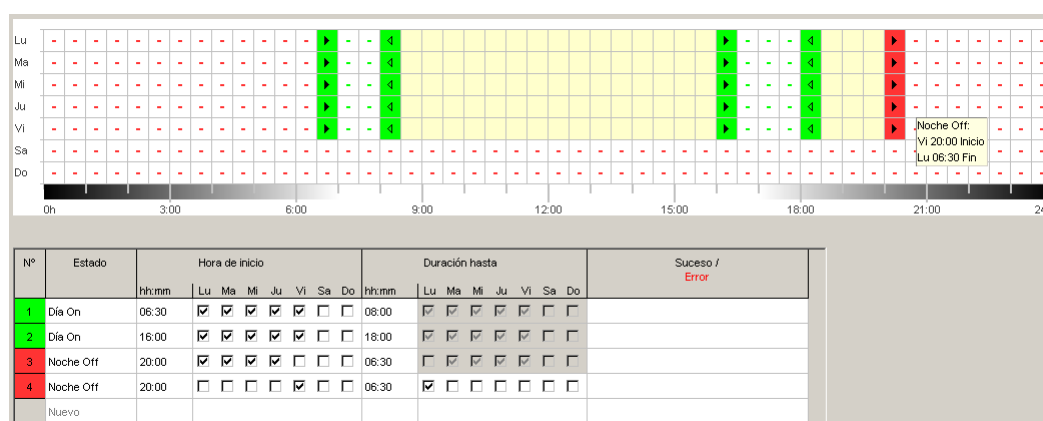 Lu
Ma
Mi
Ju
Vi
Sa
Do
Noche Off:
Vi 20:00 Inicio
Lu 06:30 Fin
0h 3:00 6:00 9:00 12:00 15:00 18:00 21:00 24
Nº Estado Hora de inicio Duración hasta Suceso /
Error
hh:mm Lu Ma Mi Ju Vi Sa Do hh:mm Lu Ma Mi Ju Vi Sa Do
1 Día On 06:30 08:00
2 Día On 16:00 18:00
3 Noche Off 20:00 06:30
4 Noche Off 20:00 06:30
Nuevo